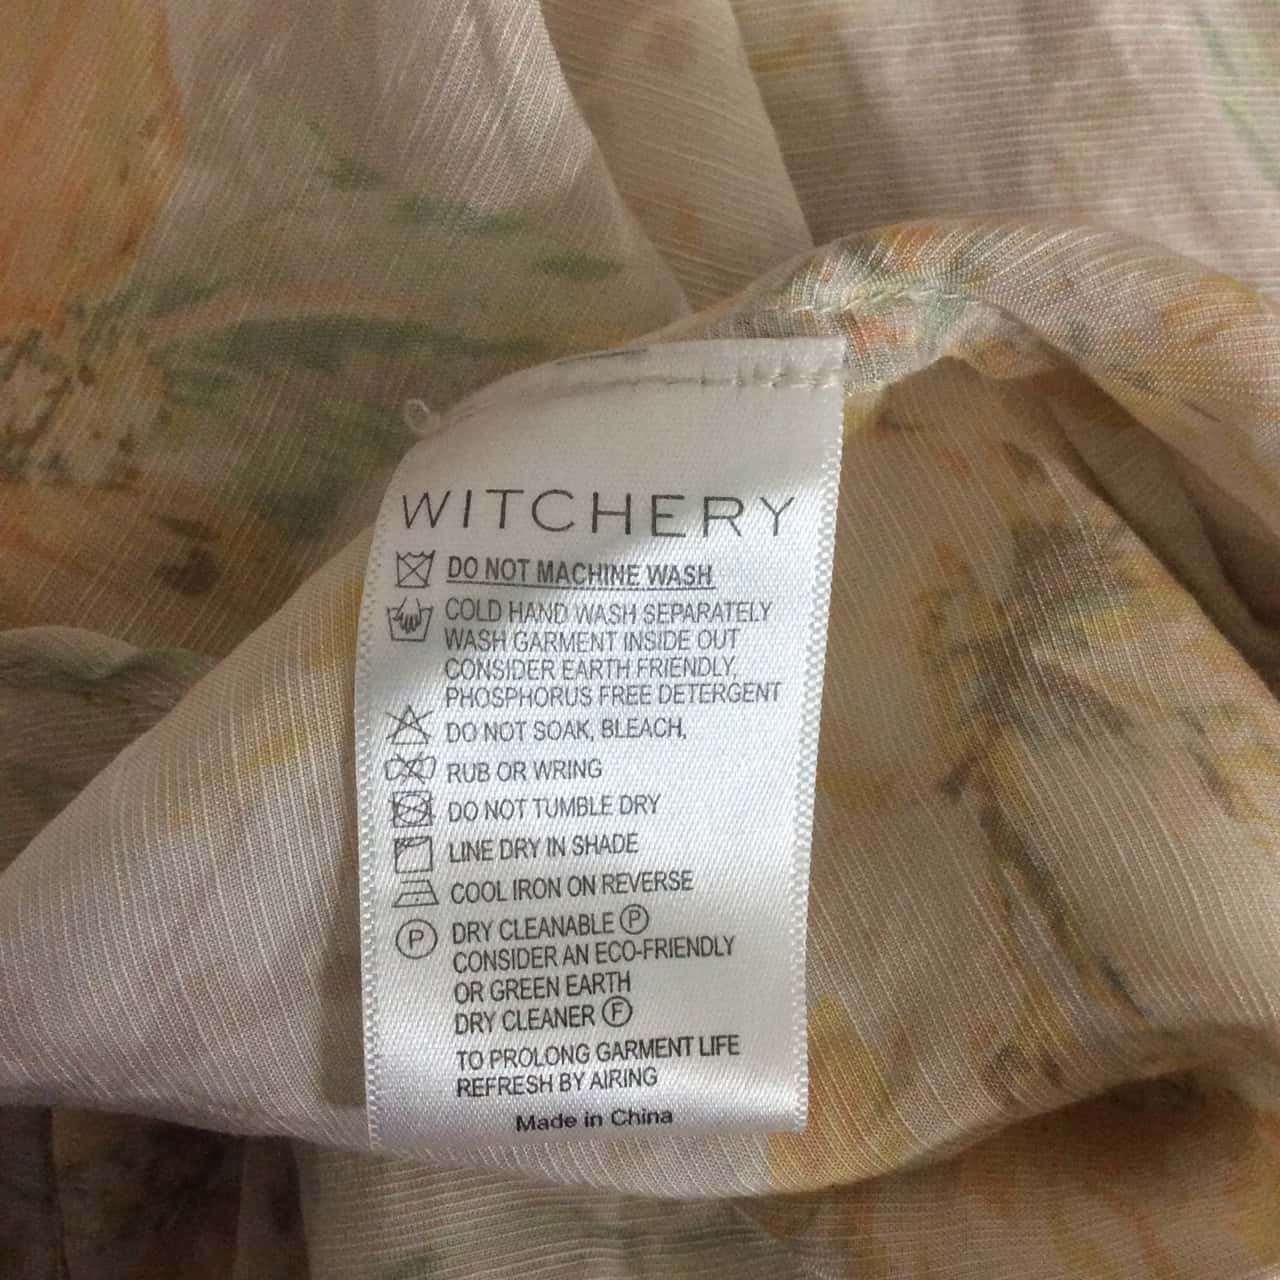 WITCHERY
DO NOT MACHINE WASH
COLD HAND WASH SEPARATELY
WASH GARMENT INSIDE OUT
CONSIDER EARTH FRIENDLY,
PHOSPHORUS FREE DETERGENT
DO NOT SOAK, BLEACH,
RUB OR WRING
DO NOT TUMBLE DRY
LINE DRY IN SHADE
COOL IRON ON REVERSE
P DRY CLEANABLE P
CONSIDER AN ECO-FRIENDLY
OR GREEN EARTH
DRY CLEANER F
TO PROLONG GARMENT LIFE
REFRESH BY AIRING
Made in China